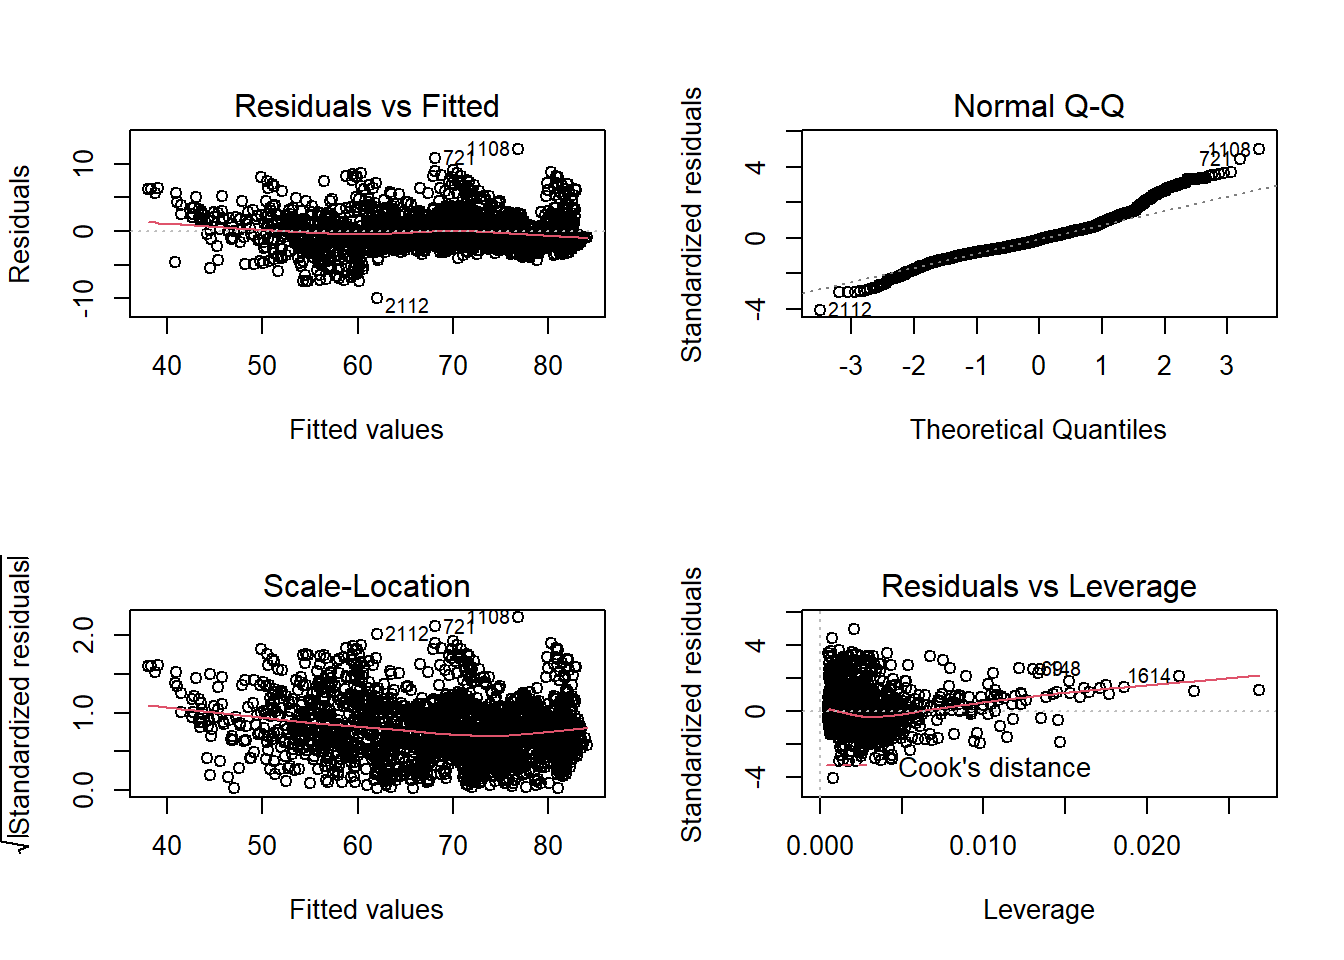 Residuals vs Fitted
Residuals
10
0
-10
1108
721
2112
40 50 60 70 80
Fitted values
Normal Q-Q
Standardized residuals
4
0
-4
1108
721
2112
-3 -2 -1 0 1 2 3
Theoretical Quantiles
Scale-Location
√|Standardized residuals|
2.0
1.0
0.0
1108
2112
721
40 50 60 70 80
Fitted values
Residuals vs Leverage
Standardized residuals
4
0
-4
1614
Cook's distance
0.000 0.010 0.020
Leverage